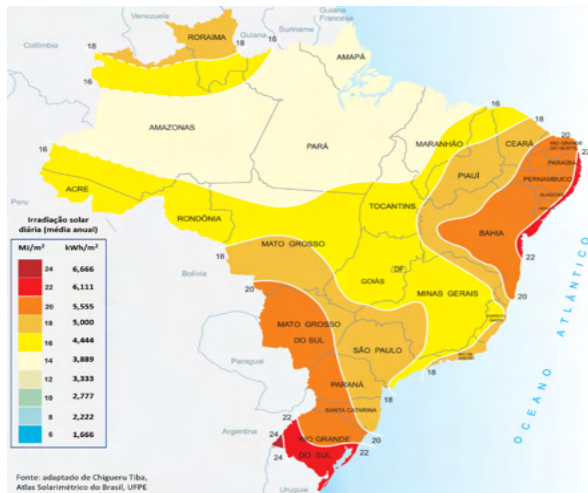 Venezuela
Guiana
Francesa
Suriname
Guiana
Colômbia
18
RORAIMA
18
16
AMAPÁ
16
16
18
AMAZONAS
PARÁ
MARANHÃO
CEARÁ
20
RIO GRANDE
DO NORTE
22
PARAÍBA
PIAUÍ
PERNAMBUCO
ALAGOAS
16
ACRE
Peru
TOCANTINS
RONDÔNIA
BAHIA
MATO GROSSO
22
18
Bolívia
DF
GOIÁS
20
20
MINAS GERAIS
MATO GROSSO
DO SUL
SÃO PAULO
Paraguai
18
PARANÁ
18
SANTA CATARINA
22
20
Argentina
24
RIO GRANDE
DO SUL
22
24
Uruguai
OCEANO ATLÂNTICO
Irradiação solar
diária (média anual)
MJ/m² kWh/m²
24 6,666
22 6,111
20 5,555
18 5,000
16 4,444
14 3,889
12 3,333
10 2,777
8 2,222
6 1,666
Fonte: adaptado de Chigueru Tiba,
Atlas Solarimétrico do Brasil, UFPE